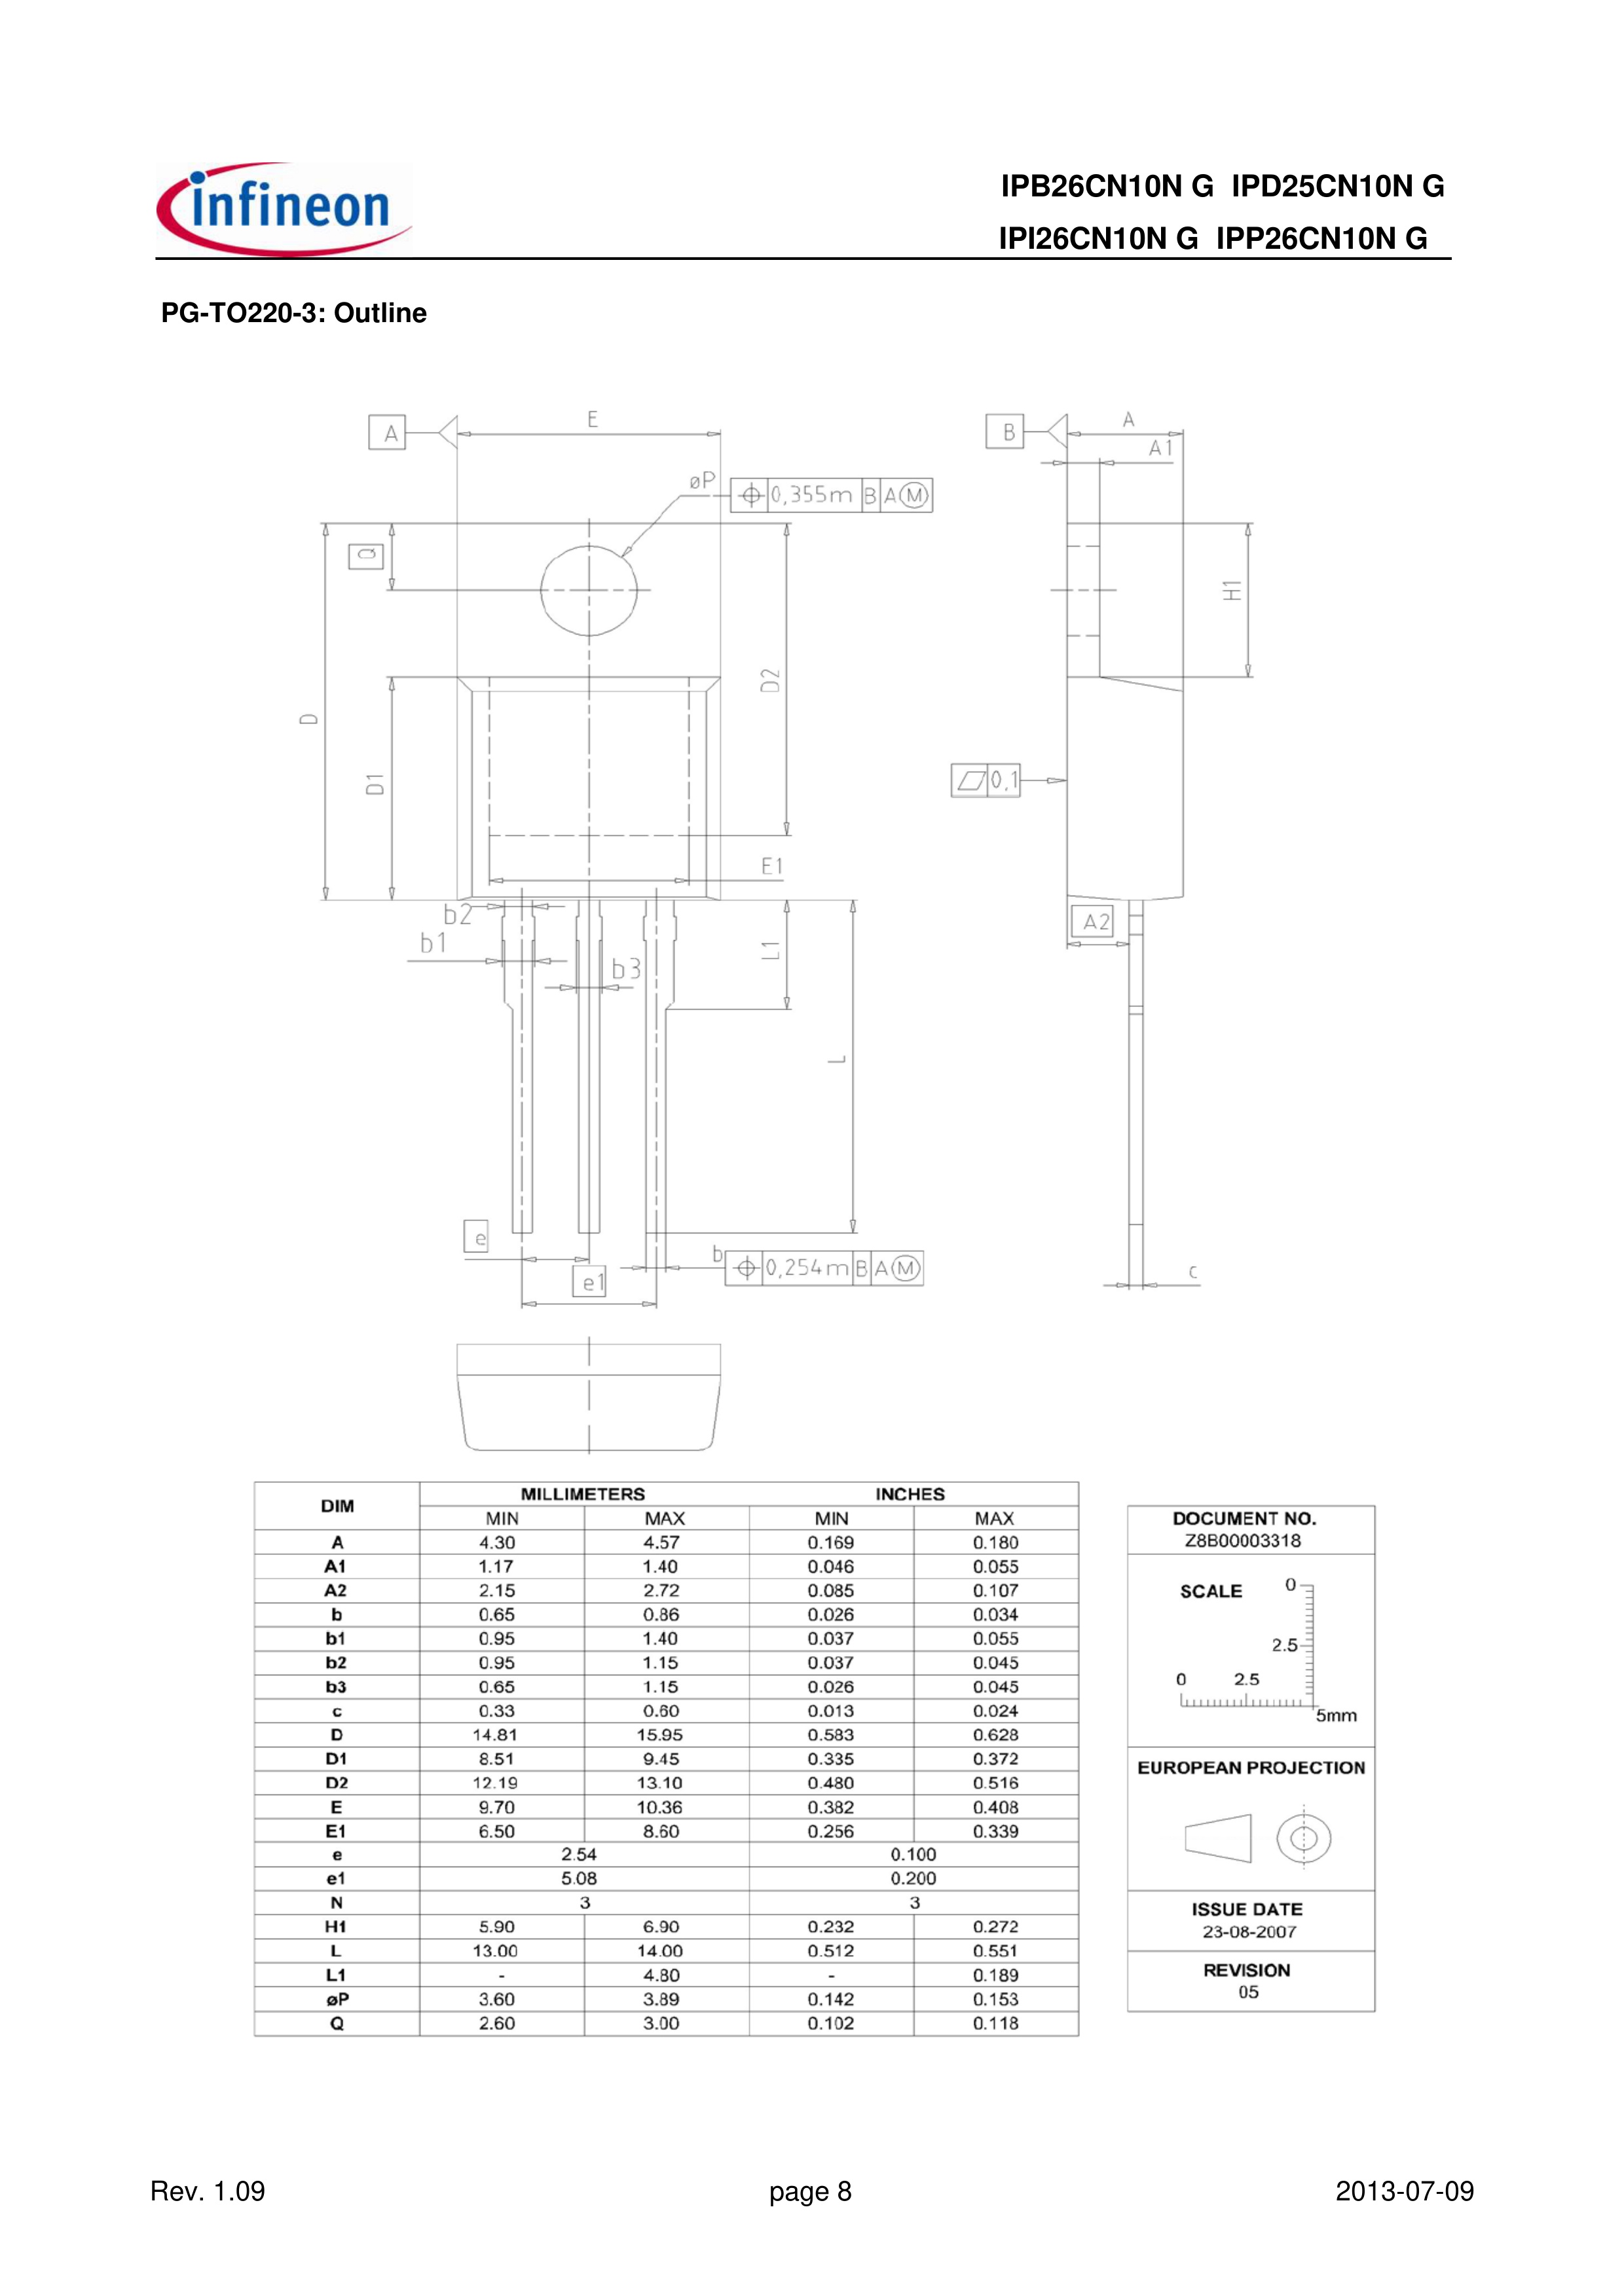 infineon
IPB26CN10N G IPD25CN10N G
IPI26CN10N G IPP26CN10N G
PG-TO220-3: Outline
A
E
B
A
A1
øP
0,355m B A M
Q
H1
D2
D
D1
0,1
E1
b2
A2
b1
L1
b3
L
e
b
0,254m B A M
e1
c
DIM MILLIMETERS INCHES
MIN MAX MIN MAX
A 4.30 4.57 0.169 0.180
A1 1.17 1.40 0.046 0.055
A2 2.15 2.72 0.085 0.107
b 0.65 0.86 0.026 0.034
b1 0.95 1.40 0.037 0.055
b2 0.95 1.15 0.037 0.045
b3 0.65 1.15 0.026 0.045
c 0.33 0.60 0.013 0.024
D 14.81 15.95 0.583 0.628
D1 8.51 9.45 0.335 0.372
D2 12.19 13.10 0.480 0.516
E 9.70 10.36 0.382 0.408
E1 6.50 8.60 0.256 0.339
e 2.54 0.100
e1 5.08 0.200
N 3 3
H1 5.90 6.90 0.232 0.272
L 13.00 14.00 0.512 0.551
L1 - 4.80 - 0.189
øP 3.60 3.89 0.142 0.153
Q 2.60 3.00 0.102 0.118
DOCUMENT NO.
Z8B00003318
SCALE 0
2.5
0 2.5
5mm
EUROPEAN PROJECTION
ISSUE DATE
23-08-2007
REVISION
05
Rev. 1.09 page 8 2013-07-09